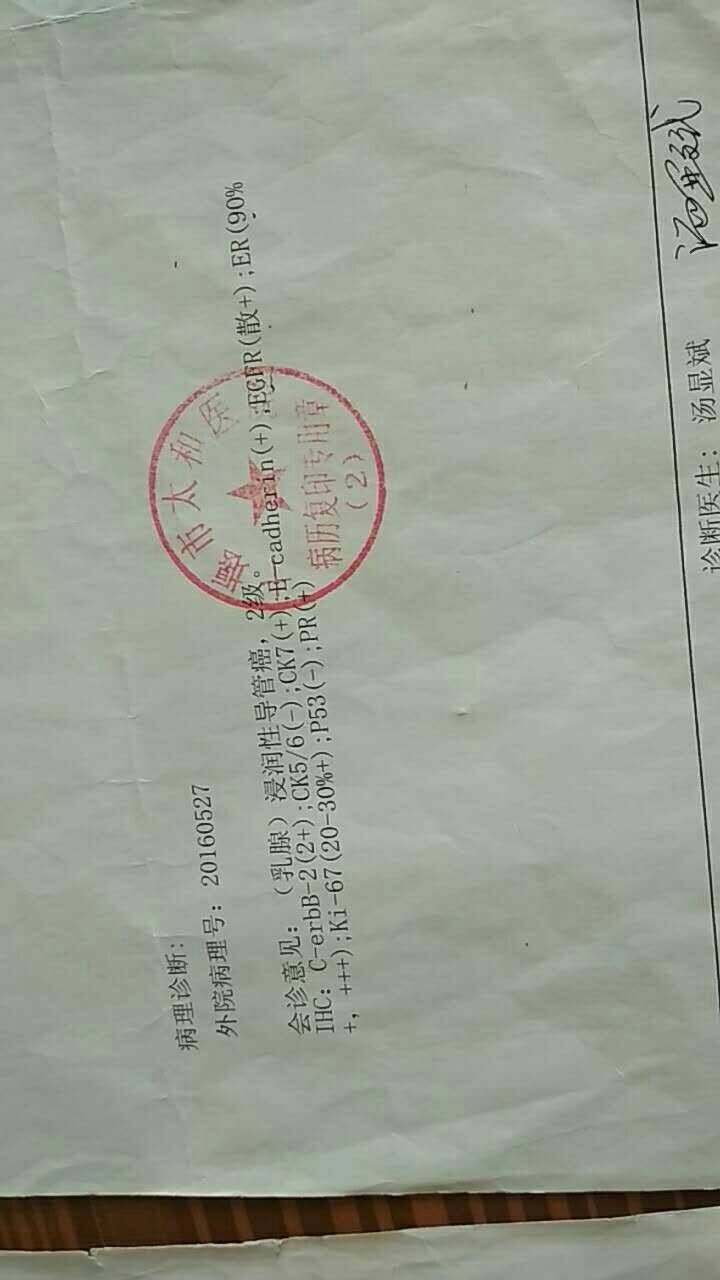 病理诊断:
外院病理号: 20160527
会诊意见: (乳腺) 浸润性导管癌, 2级。
IHC: C-erbB-2(2+);CK5/6(-);CK7(+);E-cadherin(+);EGFR(散+);ER(90%
+, +++);Ki-67(20-30%+);P53(-);PR(+)
市太和医
病历复印专用章
(2)
诊断医生: 汤显斌